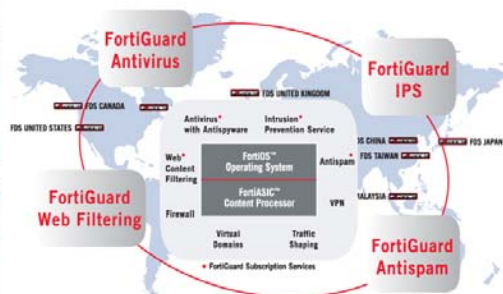 FortiGuard
Antivirus
FortiGuard
IPS
FDS CANADA
FDS UNITED KINGDOM
FDS UNITED STATES
FDS CHINA
FDS JAPAN
FDS TAIWAN
MALAYSIA
Antivirus*
with Antispyware
Intrusion*
Prevention Service
Web*
Content
Filtering
FortiOS™
Operating System
Antispam*
FortiASIC™
Content Processor
Firewall
VPN
Virtual
Domains
Traffic
Shaping
* FortiGuard Subscription Services
FortiGuard
Web Filtering
FortiGuard
Antispam